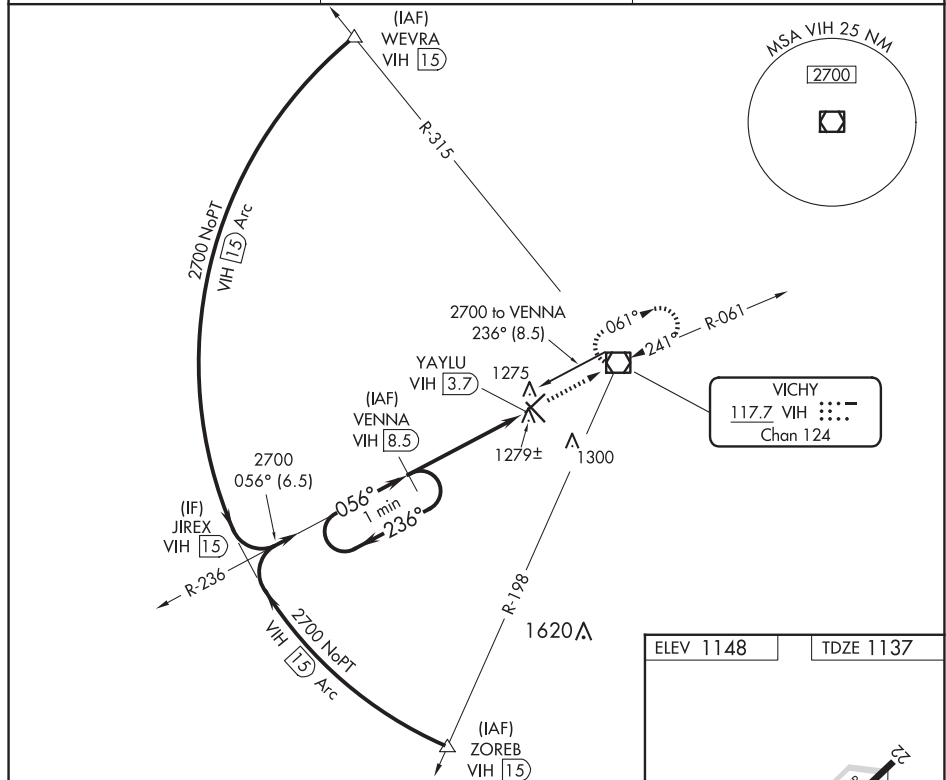 (IAF)
WEVRA
VIH 15
MSA VIH 25 NM
2700
R-315
2700 NoPT
VIH 15 Arc
2700 to VENNA
236° (8.5)
061°
R-061
241°
YAYLU
VIH 3.7
1275
(IAF)
VENNA
VIH 8.5
1279±
1300
VICHY
117.7 VIH
Chan 124
2700
056° (6.5)
056°
1 min
236°
(IF)
JIREX
VIH 15
R-236
R-198
2700 NoPT
VIH 15 Arc
1620
ELEV 1148
TDZE 1137
(IAF)
ZOREB
VIH 15
22